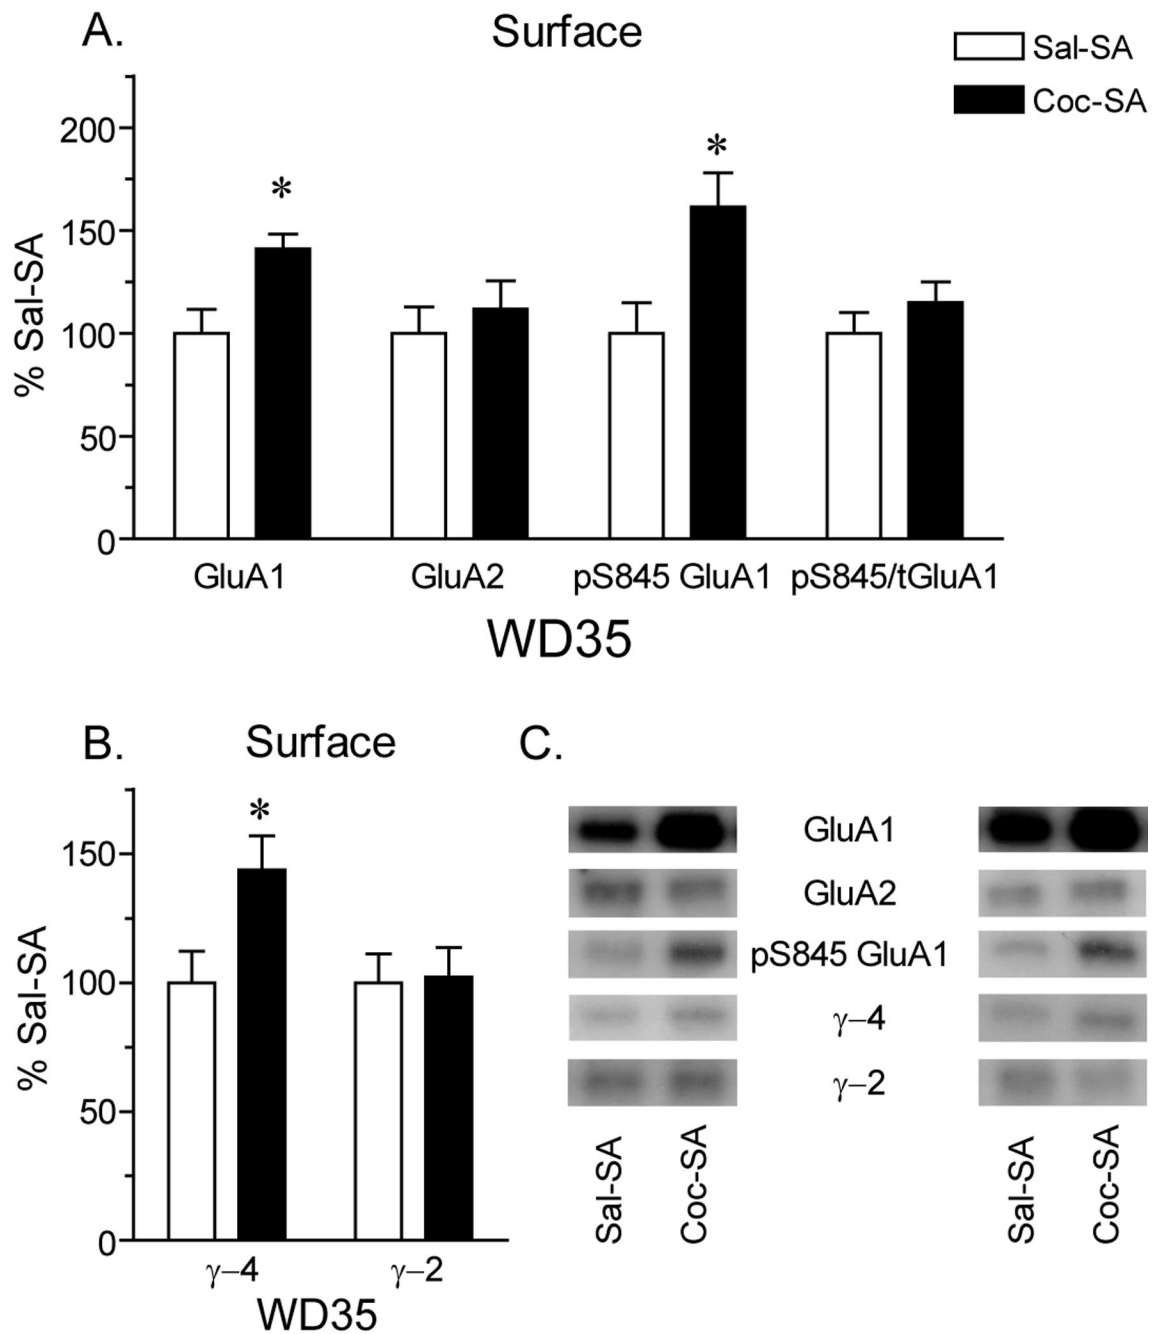 A.
Surface
Sal-SA
Coc-SA
% Sal-SA
200
150
100
50
0
*
*
GluA1 GluA2 pS845 GluA1 pS845/tGluA1
WD35
B.
Surface
% Sal-SA
150
100
50
0
*
γ–4 γ–2
WD35
C.
GluA1
GluA2
pS845 GluA1
γ–4
γ–2
Sal-SA
Coc-SA
Sal-SA
Coc-SA